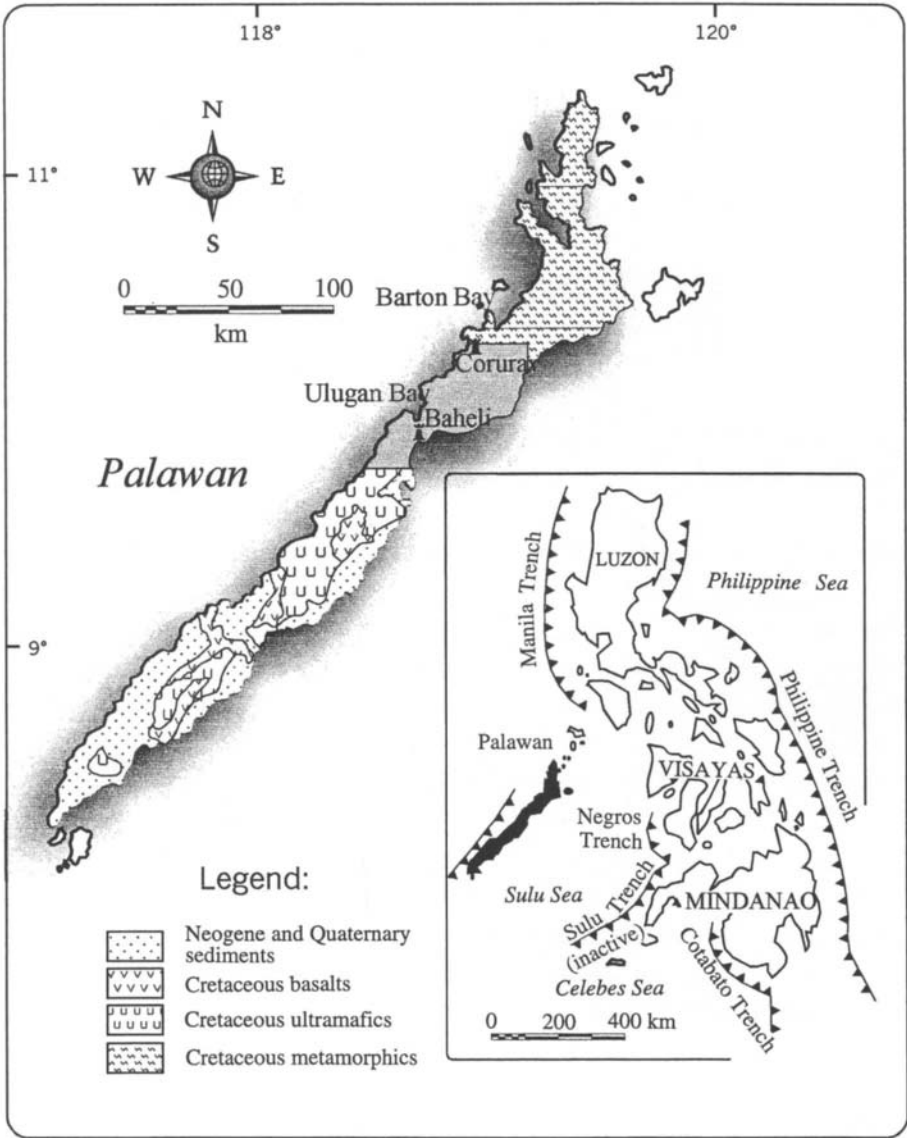 118°
120°
N
W E
S
11°
0 50 100
km
Barton Bay
Coruray
Ulugan Bay
Baheli
Palawan
9°
Manila Trench
LUZON
Philippine Sea
Philippine Trench
Palawan
VISAYAS
Negros
Trench
Sulu Sea
Sulu Trench
(inactive)
MINDANAO
Cotabato Trench
Celebes Sea
0 200 400 km
Legend:
Neogene and Quaternary
sediments
Cretaceous basalts
Cretaceous ultramafics
Cretaceous metamorphics